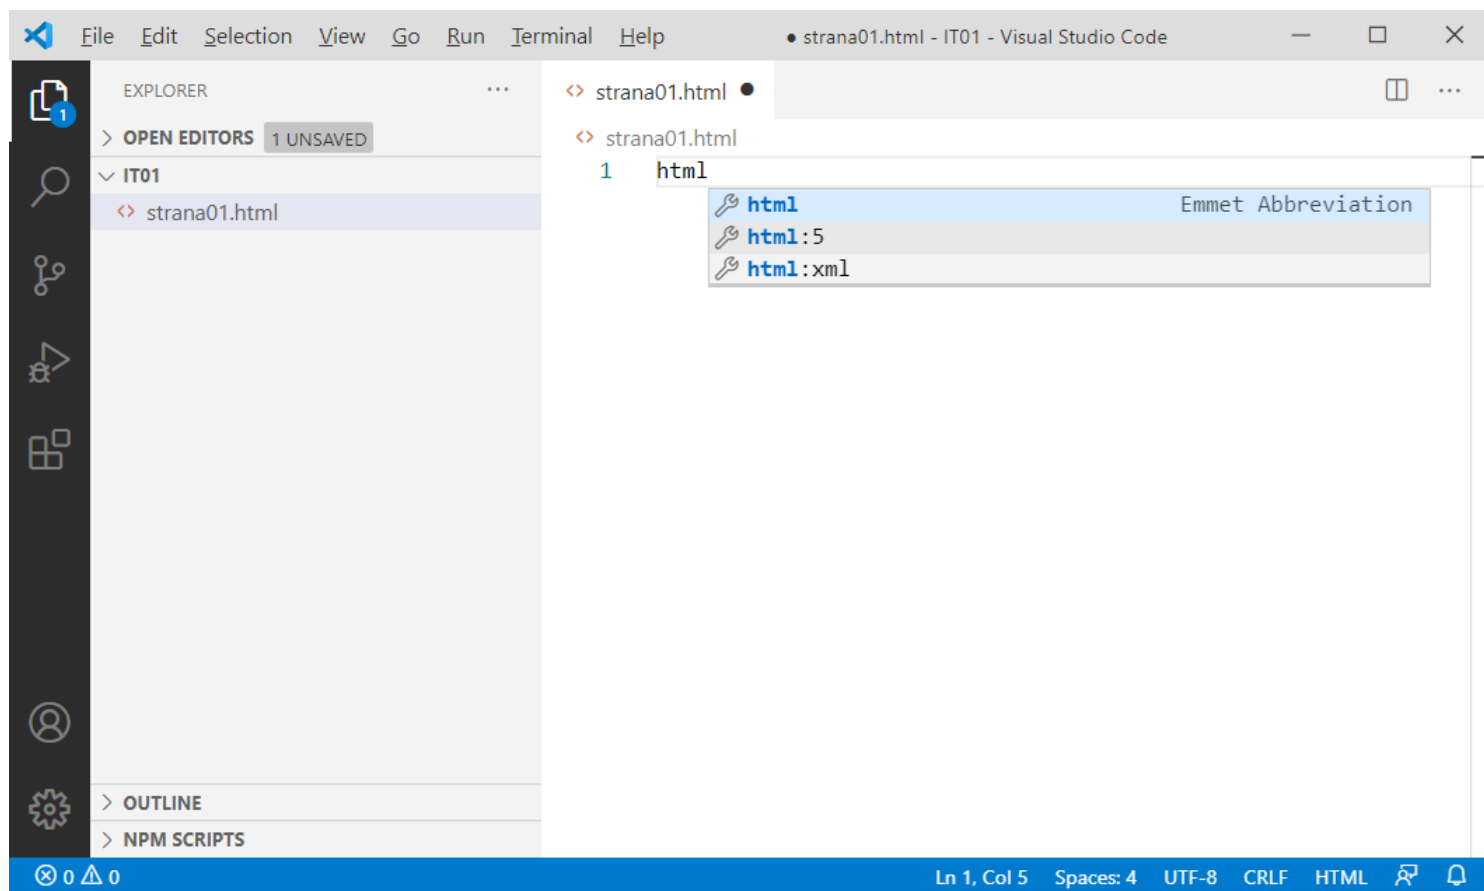 File Edit Selection View Go Run Terminal Help ● strana01.html - IT01 - Visual Studio Code
1
EXPLORER ···
OPEN EDITORS 1 UNSAVED
IT01
<> strana01.html
<> strana01.html ●
<> strana01.html
1 html
html Emmet Abbreviation
html:5
html:xml
OUTLINE
NPM SCRIPTS
0 0 Ln 1, Col 5 Spaces: 4 UTF-8 CRLF HTML